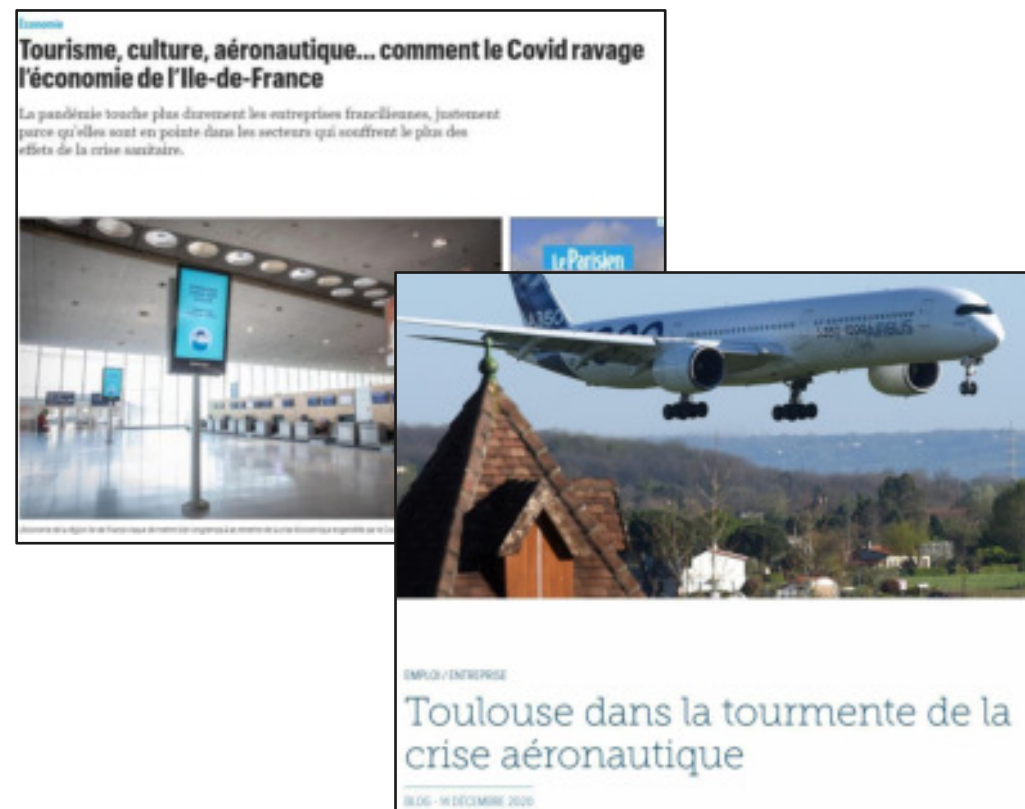 Économie
Tourisme, culture, aéronautique... comment le Covid ravage
l'économie de l'Ile-de-France
La pandémie touche plus durement les entreprises franciliennes, justement
parce qu'elles sont en pointe dans les secteurs qui souffrent le plus des
effets de la crise sanitaire.
Le Parisien
A350
AIRBUS
EMPLOI / ENTREPRISE
Toulouse dans la tourmente de la
crise aéronautique
BLOG - 14 DÉCEMBRE 2020